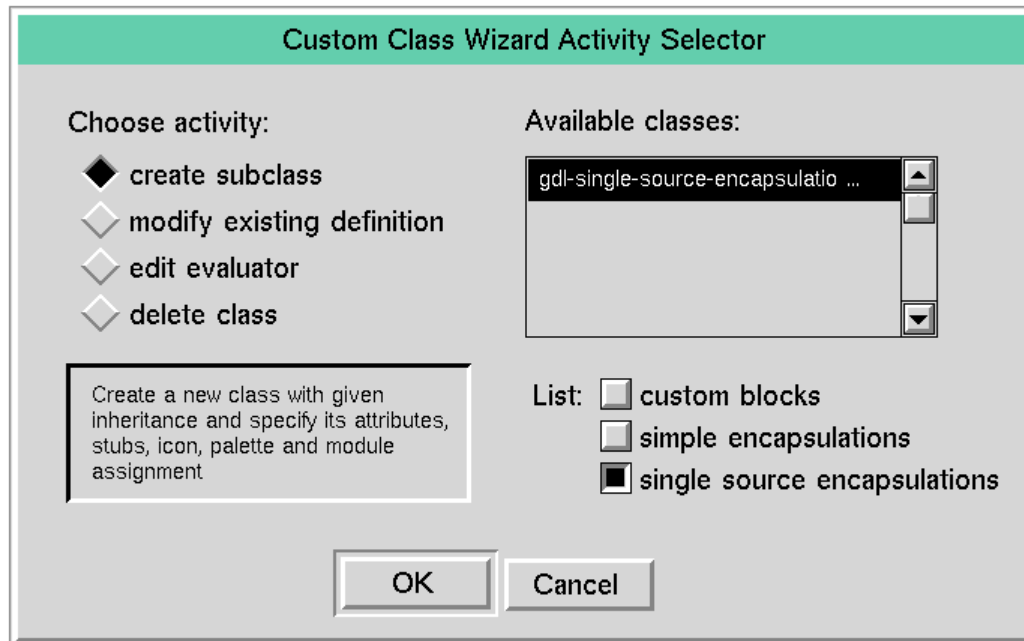 Custom Class Wizard Activity Selector
Choose activity:
create subclass
modify existing definition
edit evaluator
delete class
Create a new class with given
inheritance and specify its attributes,
stubs, icon, palette and module
assignment
Available classes:
gdl-single-source-encapsulatio ...
List:
custom blocks
simple encapsulations
single source encapsulations
OK
Cancel